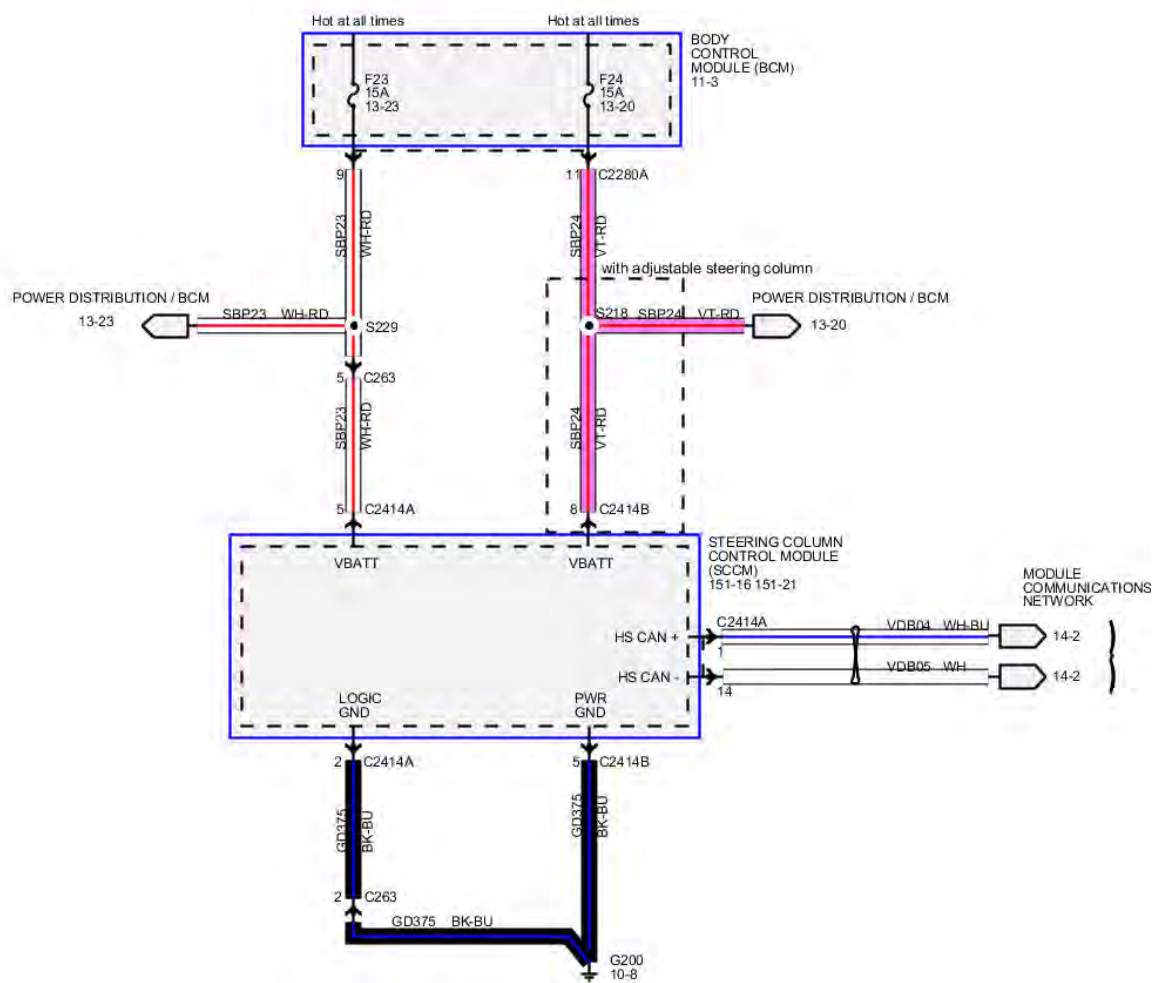 Hot at all times
Hot at all times
BODY
CONTROL
MODULE (BCM)
11-3
F23
15A
13-23
F24
15A
13-20
9
11
C2280A
SBP23
WH-RD
SBP24
VT-RD
with adjustable steering column
POWER DISTRIBUTION / BCM
13-23
SBP23
WH-RD
S229
S218
SBP24
VT-RD
POWER DISTRIBUTION / BCM
13-20
5
C263
SBP23
WH-RD
SBP24
VT-RD
5
C2414A
8
C2414B
VBATT
VBATT
STEERING COLUMN
CONTROL MODULE
(SCCM)
151-16 151-21
MODULE
COMMUNICATIONS
NETWORK
HS CAN +
C2414A
1
VDB04
WH-BU
14-2
HS CAN -
14
VDB05
WH
14-2
LOGIC
GND
PWR
GND
2
C2414A
5
C2414B
GD375
BK-BU
GD375
BK-BU
2
C263
GD375
BK-BU
G200
10-8